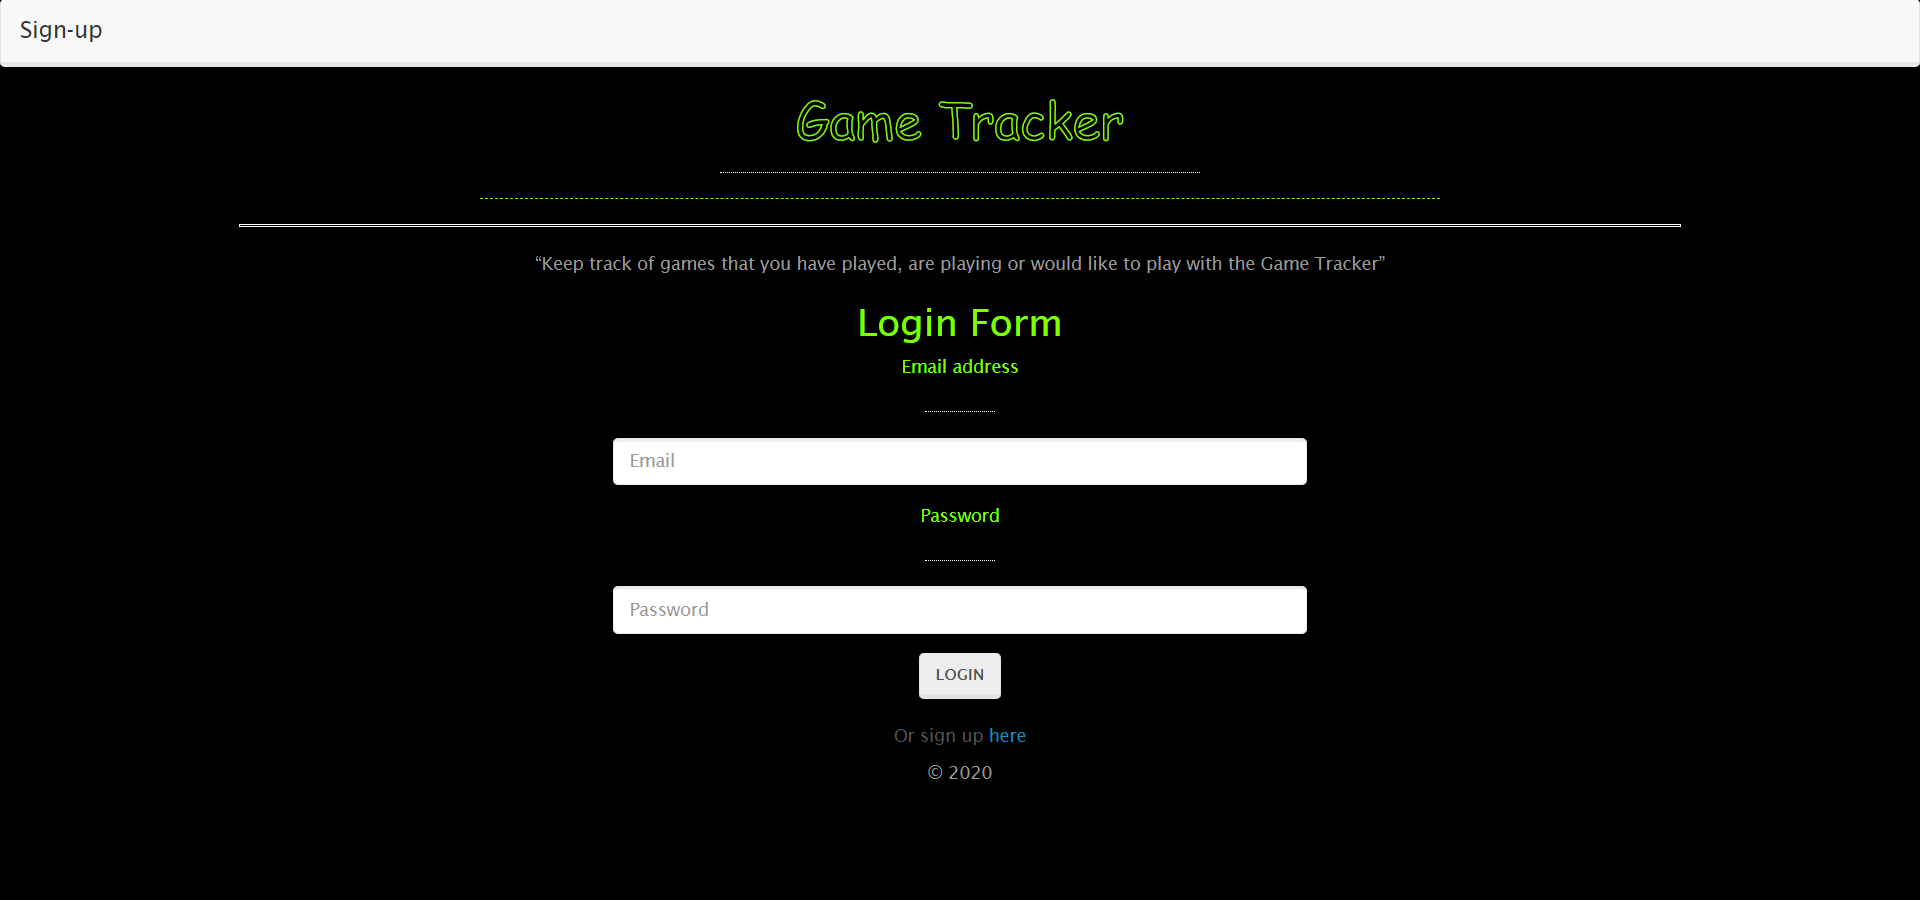 Sign-up
Game Tracker
“Keep track of games that you have played, are playing or would like to play with the Game Tracker”
Login Form
Email address
Email
Password
Password
LOGIN
Or sign up here
© 2020